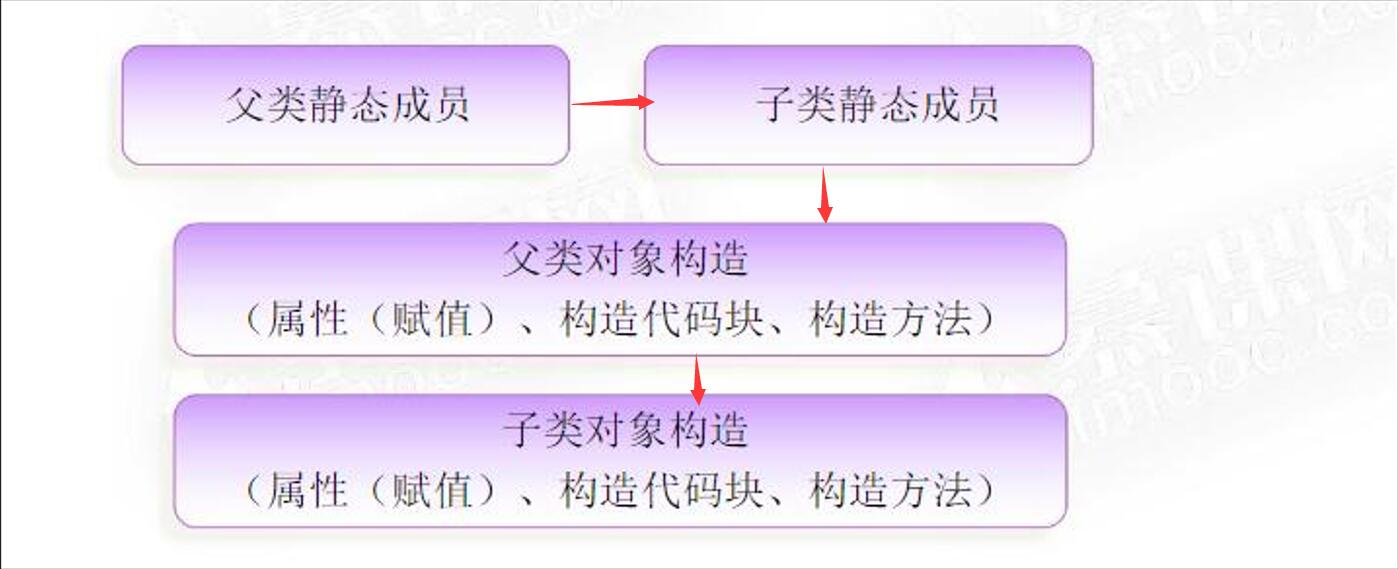 父类静态成员
子类静态成员
父类对象构造
（属性（赋值）、构造代码块、构造方法）
子类对象构造
（属性（赋值）、构造代码块、构造方法）